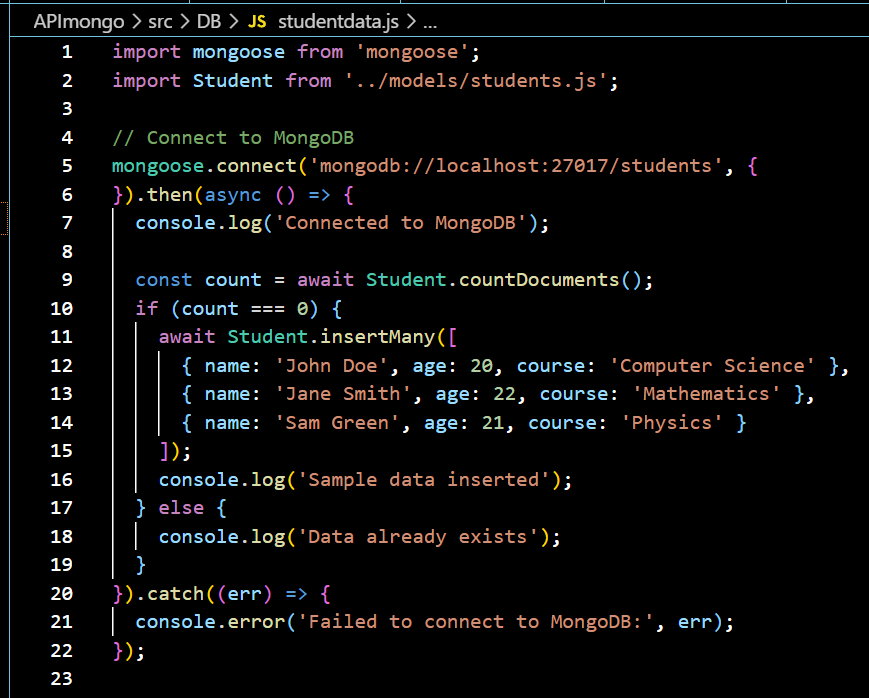 APImongo > src > DB > JS studentdata.js > ...
1 import mongoose from 'mongoose';
2 import Student from '../models/students.js';
3
4 // Connect to MongoDB
5 mongoose.connect('mongodb://localhost:27017/students', {
6 }).then(async () => {
7   console.log('Connected to MongoDB');
8
9   const count = await Student.countDocuments();
10   if (count === 0) {
11     await Student.insertMany([
12       { name: 'John Doe', age: 20, course: 'Computer Science' },
13       { name: 'Jane Smith', age: 22, course: 'Mathematics' },
14       { name: 'Sam Green', age: 21, course: 'Physics' }
15     ]);
16     console.log('Sample data inserted');
17   } else {
18     console.log('Data already exists');
19   }
20 }).catch((err) => {
21   console.error('Failed to connect to MongoDB:', err);
22 });
23